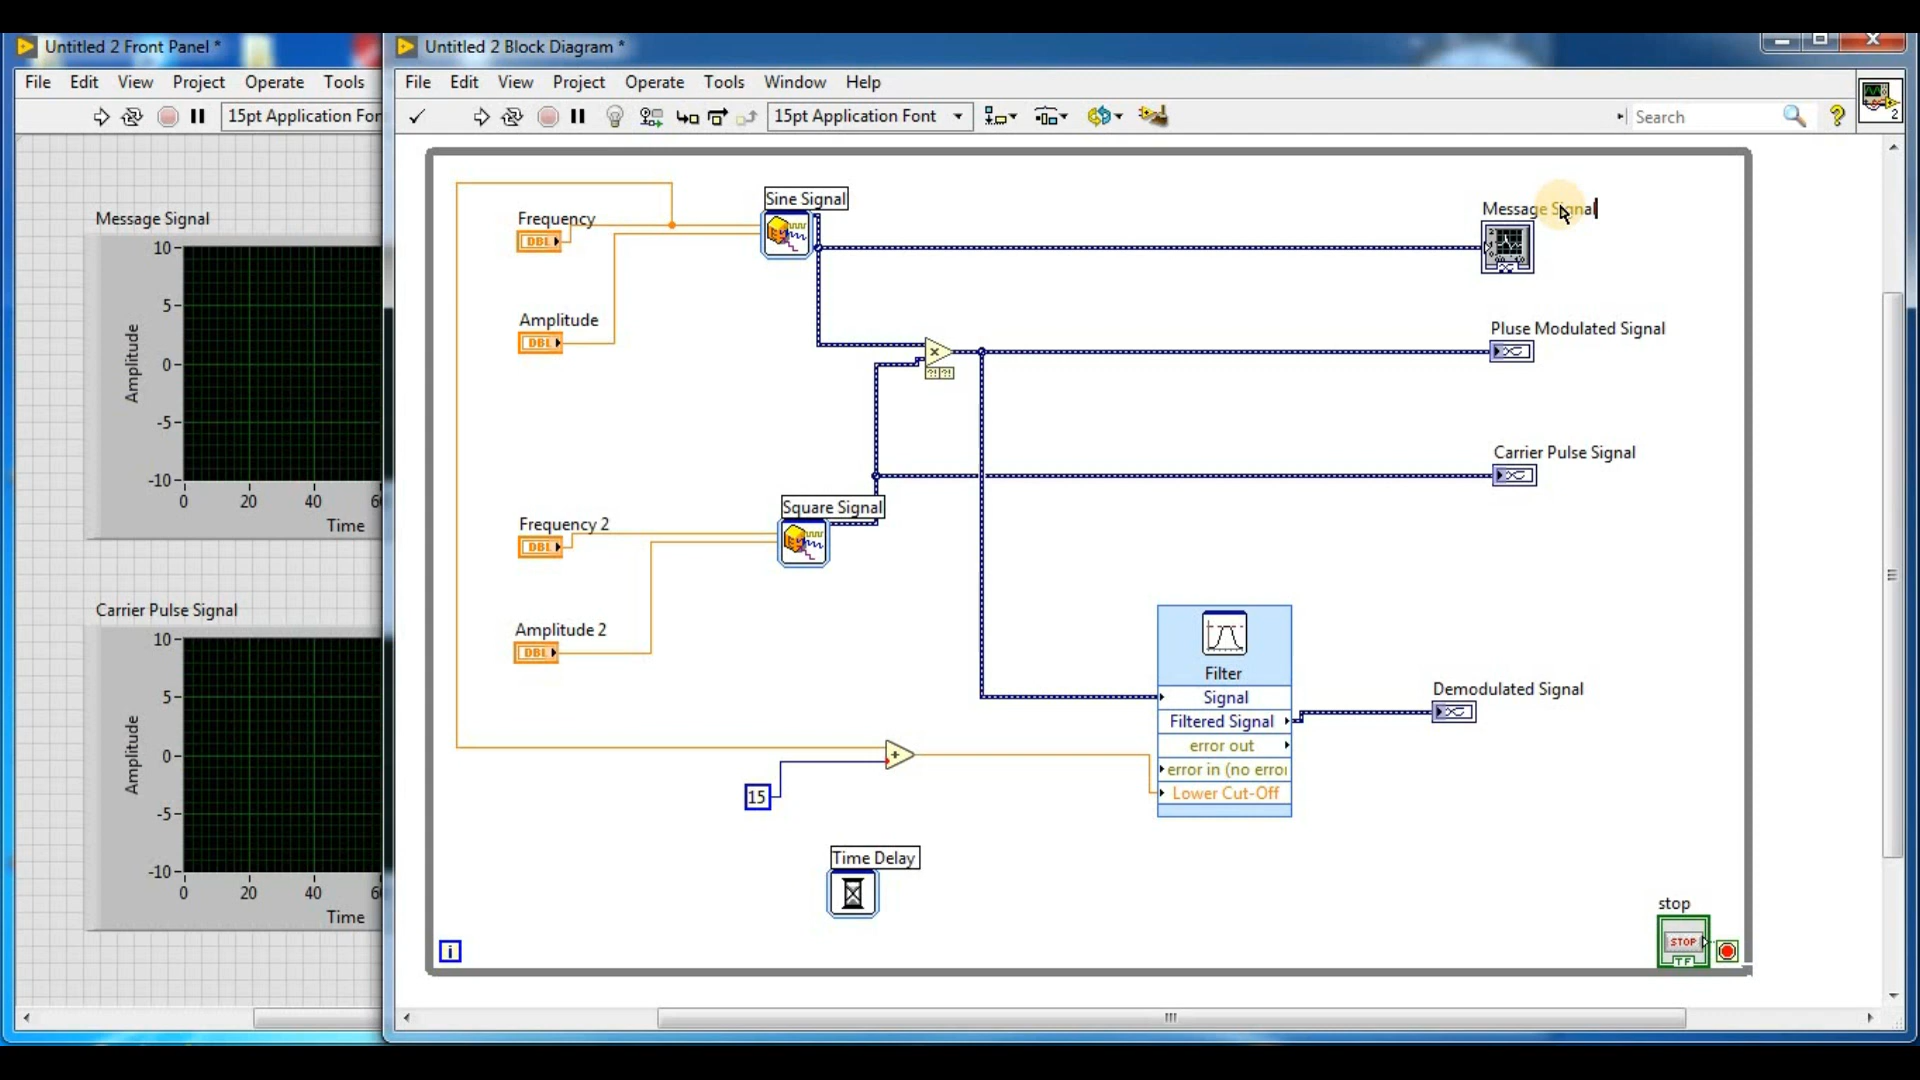 Untitled 2 Front Panel *
File Edit View Project Operate Tools
15pt Application For
Message Signal
10
5
0
-5
-10
Amplitude
0 20 40 6
Time
Carrier Pulse Signal
10
5
0
-5
-10
Amplitude
0 20 40 6
Time
Untitled 2 Block Diagram *
File Edit View Project Operate Tools Window Help
15pt Application Font
Search
2
Sine Signal
Frequency
DBL
Message Signal
Amplitude
DBL
Pluse Modulated Signal
×
?! ?!
Carrier Pulse Signal
Square Signal
Frequency 2
DBL
Amplitude 2
DBL
Filter
Signal
Filtered Signal
error out
error in (no error
Lower Cut-Off
Demodulated Signal
+
15
Time Delay
stop
STOP
TF
i